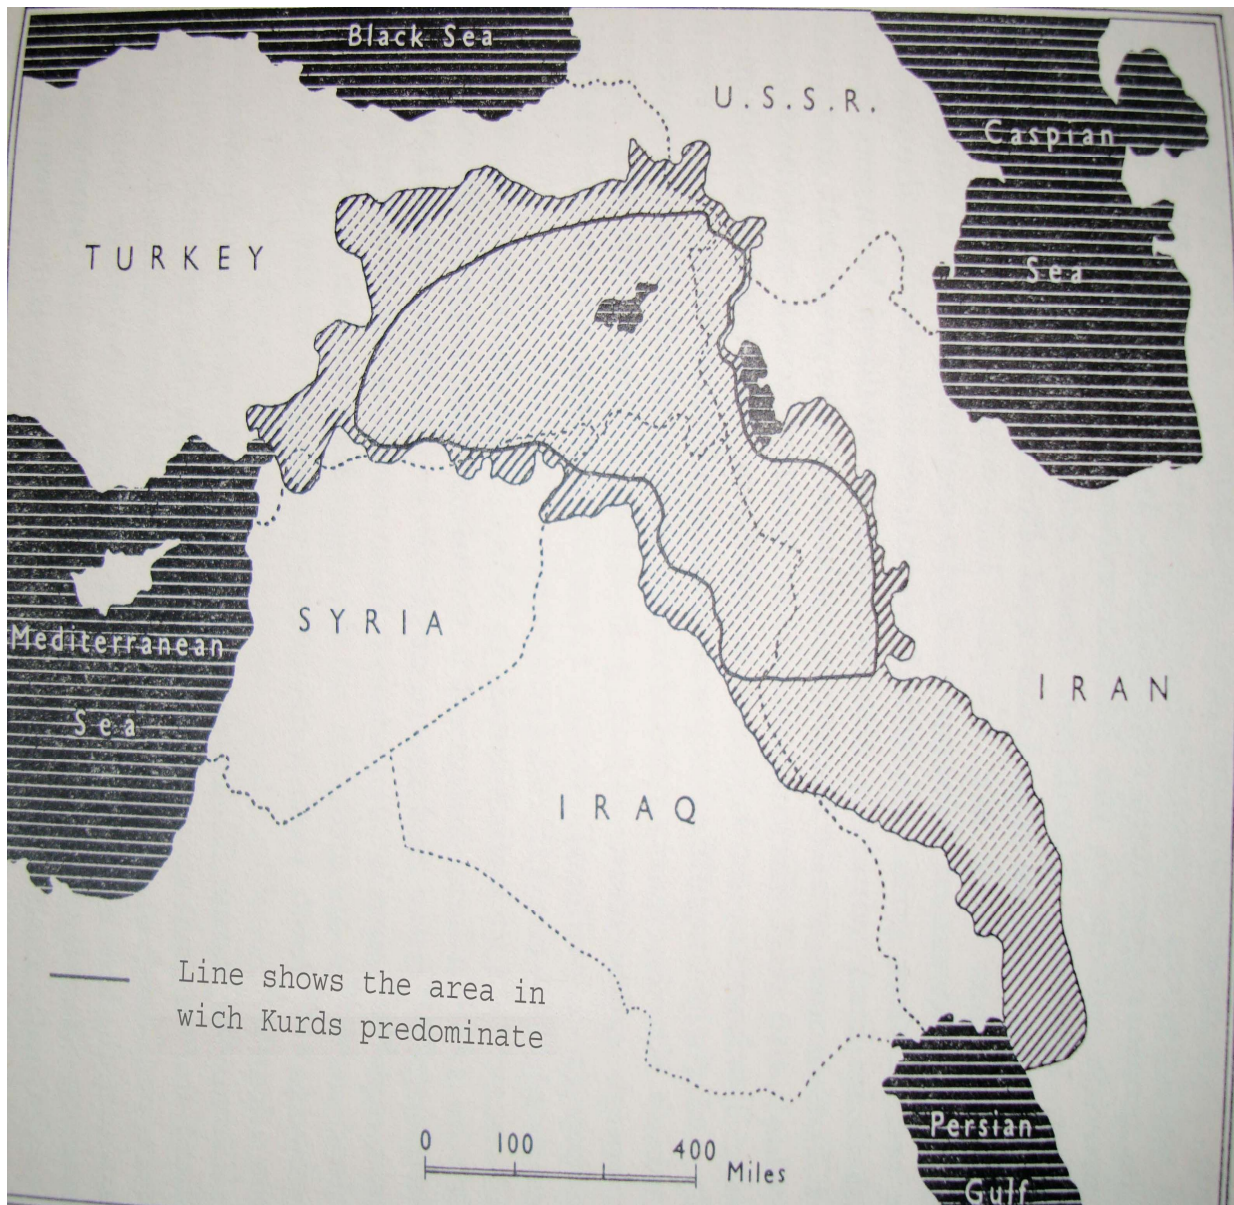 Black Sea
U.S.S.R.
Caspian
Sea
TURKEY
SYRIA
Mediterranean
Sea
IRAN
IRAQ
Line shows the area in
wich Kurds predominate
0 100 400 Miles
Persian
Gulf